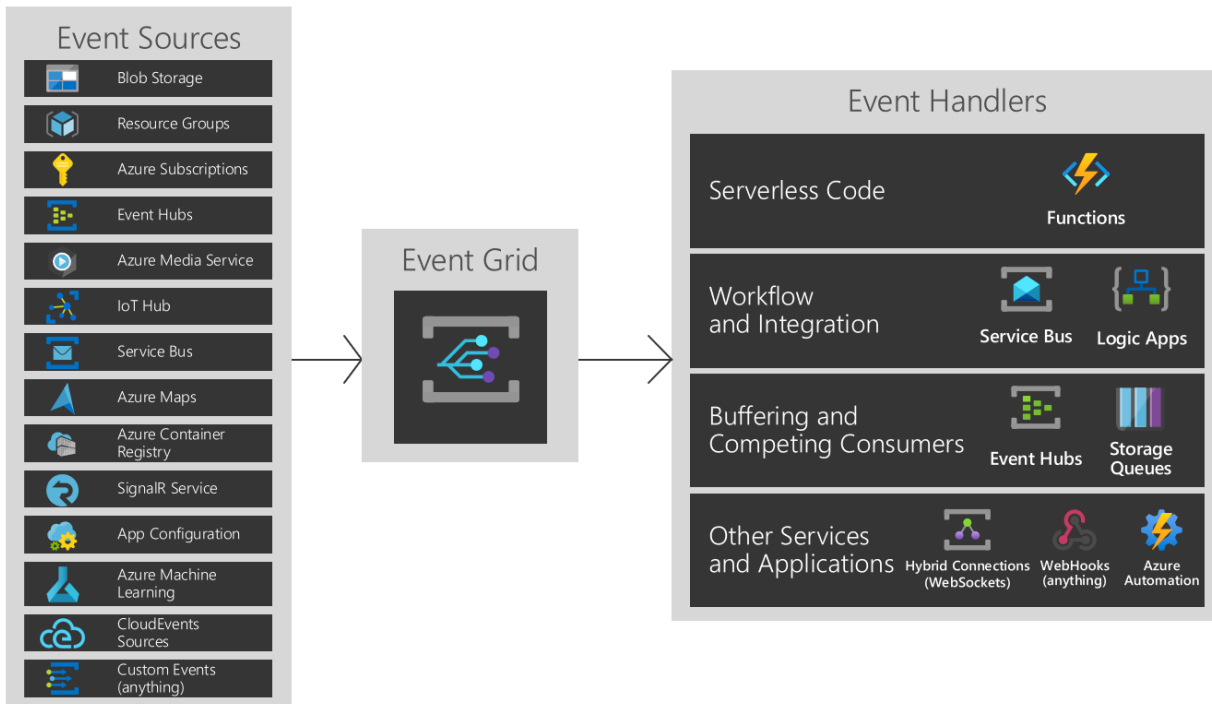 Event Sources
Blob Storage
Resource Groups
Azure Subscriptions
Event Hubs
Azure Media Service
IoT Hub
Service Bus
Azure Maps
Azure Container
Registry
SignalR Service
App Configuration
Azure Machine
Learning
CloudEvents
Sources
Custom Events
(anything)
Event Grid
Event Handlers
Serverless Code
Functions
Workflow
and Integration
Service Bus
Logic Apps
Buffering and
Competing Consumers
Event Hubs
Storage
Queues
Other Services
and Applications
Hybrid Connections
(WebSockets)
WebHooks
(anything)
Azure
Automation